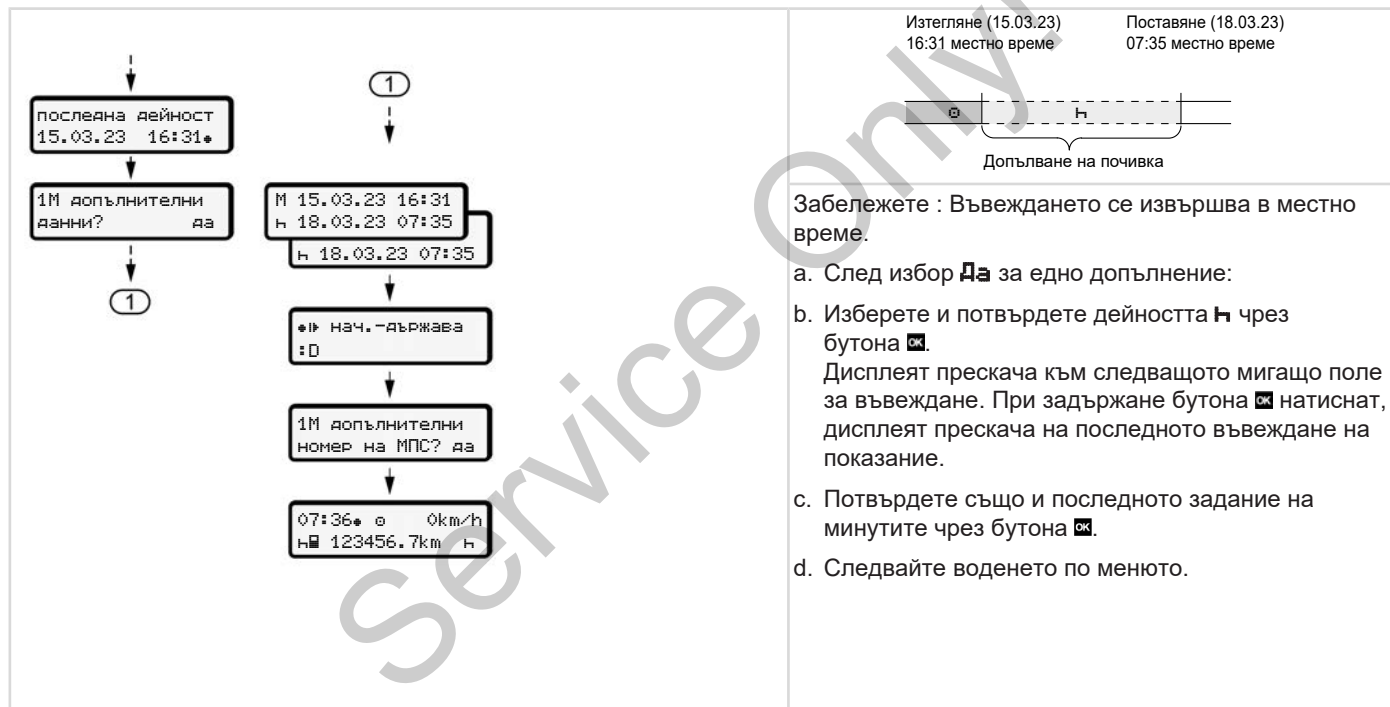 последна дейност
15.03.23 16:31
1М допълнителни
данни? да
1
1
М 15.03.23 16:31
18.03.23 07:35
18.03.23 07:35
нач.-държава
:D
1М допълнителни
номер на МПС? да
07:36 0km/h
123456.7km
Изтегляне (15.03.23) Поставяне (18.03.23)
16:31 местно време 07:35 местно време
Допълване на почивка
Забележете : Въвеждането се извършва в местно
време.
a. След избор Да за едно допълнение:
b. Изберете и потвърдете дейността чрез
бутона OK.
Дисплеят прескача към следващото мигащо поле
за въвеждане. При задържане бутона OK натиснат,
дисплеят прескача на последното въвеждане на
показание.
c. Потвърдете също и последното задание на
минутите чрез бутона OK.
d. Следвайте воденето по менюто.
Service Only!